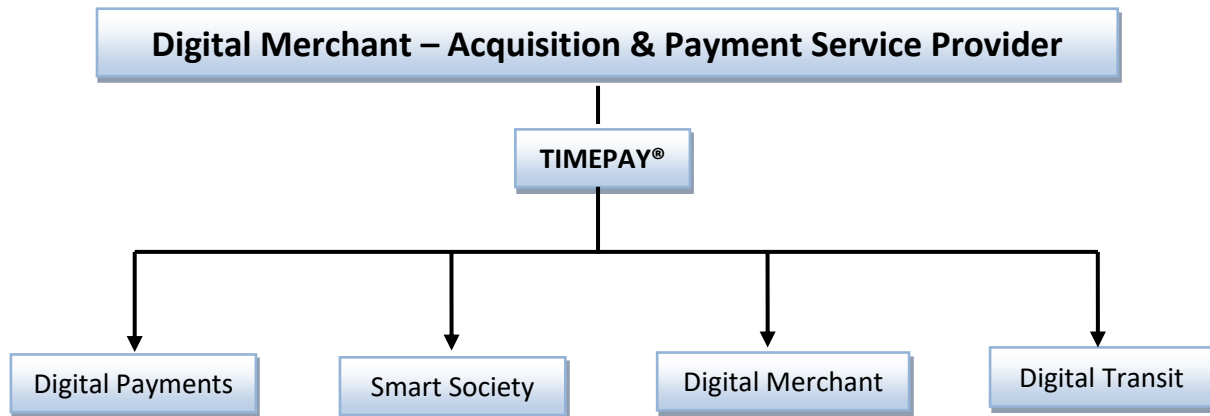 Digital Merchant – Acquisition & Payment Service Provider
TIMEPAY®
Digital Payments
Smart Society
Digital Merchant
Digital Transit